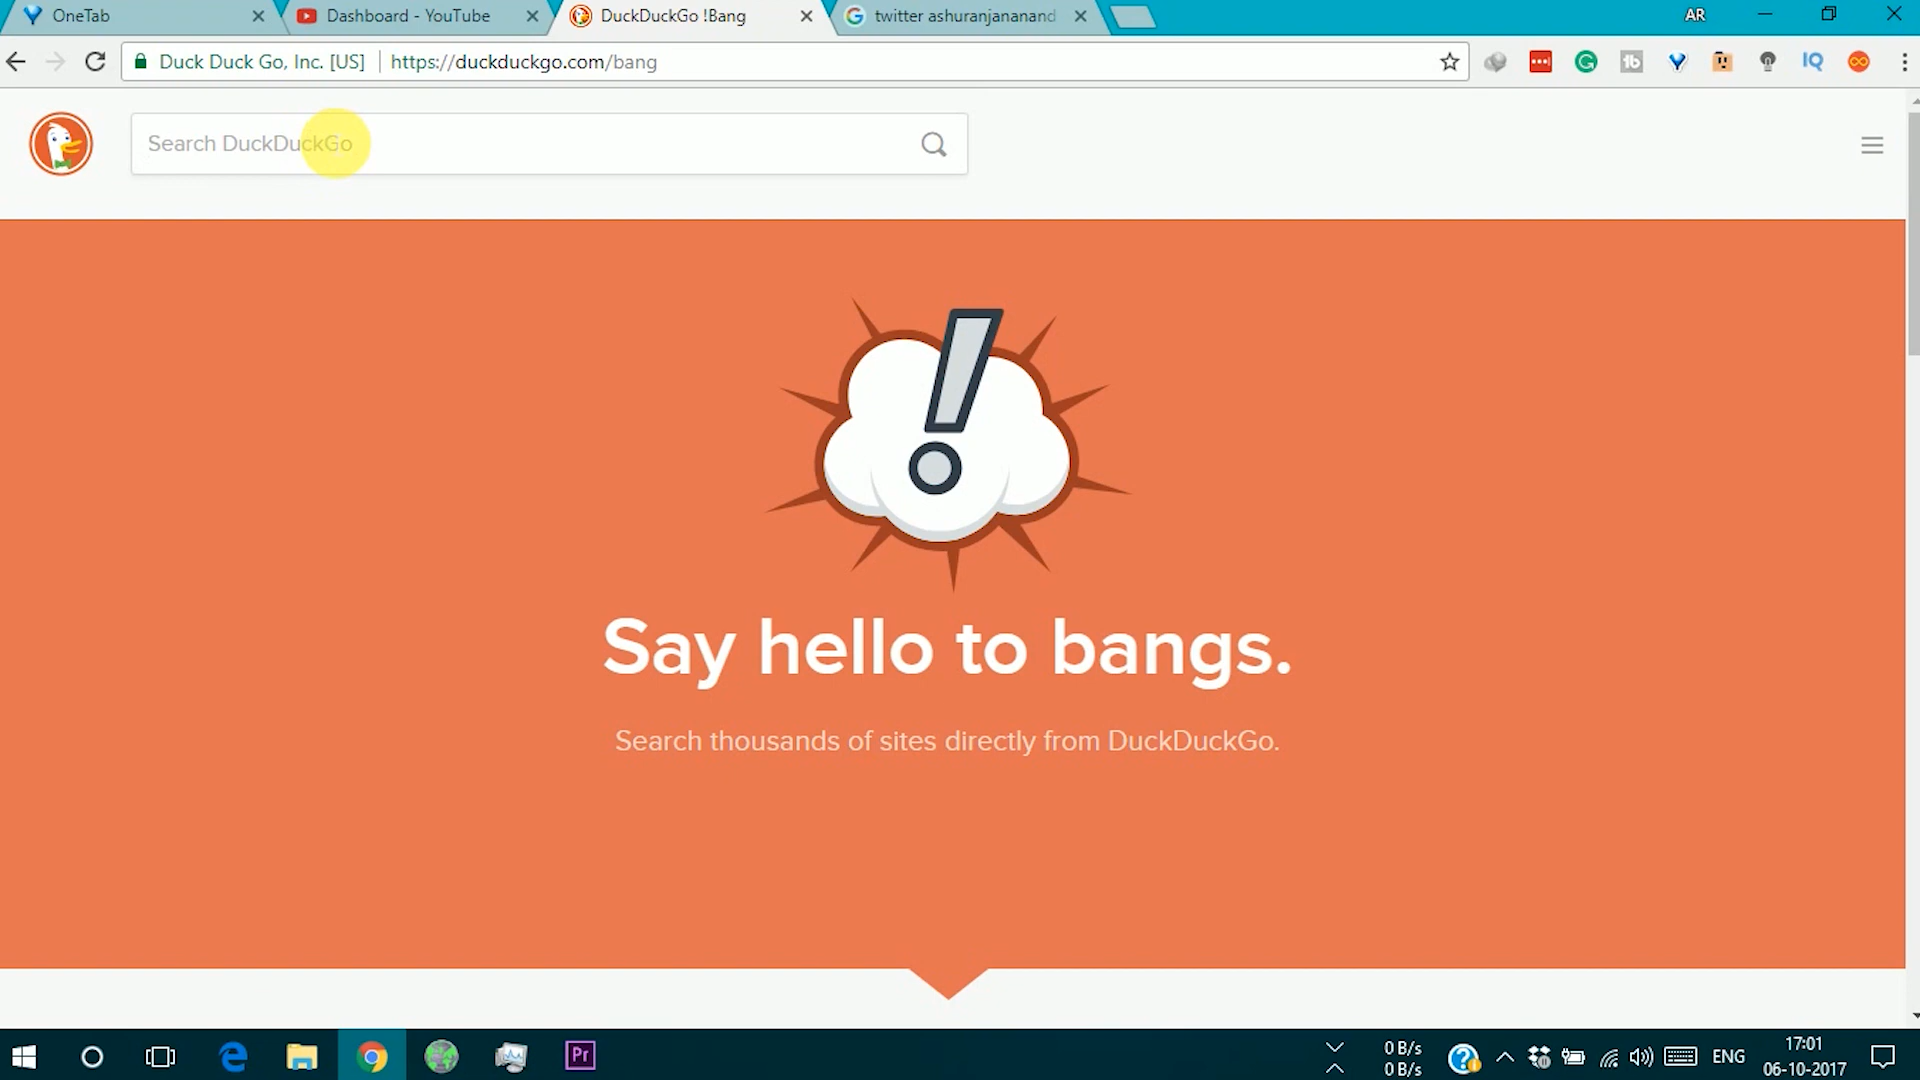 OneTab
Dashboard - YouTube
DuckDuckGo !Bang
twitter ashuranjananand
AR
Duck Duck Go, Inc. [US]
https://duckduckgo.com/bang
IQ
Search DuckDuckGo
Say hello to bangs.
Search thousands of sites directly from DuckDuckGo.
Pr
0 B/s
0 B/s
ENG
17:01
06-10-2017